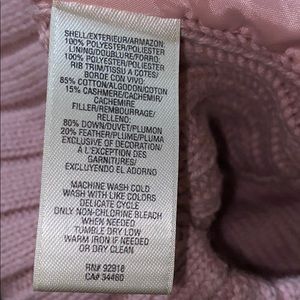 SHELL/EXTERIEUR/ARMAZON:
100% POLYESTER/POLIESTER
LINING/DOUBLURE/FORRO:
100% POLYESTER/POLIESTER
RIB TRIM/TISSU A COTES/
BORDE CON VIVO:
85% COTTON/ALGODON/COTON
15% CASHMERE/CACHEMIR/
CACHEMIRE
FILLER/REMBOURRAGE/
RELLENO:
80% DOWN/DUVET/PLUMON
20% FEATHER/PLUME/PLUMA
EXCLUSIVE OF DECORATION/
À L'EXCEPTION DES
GARNITURES/
EXCLUYENDO EL ADORNO
MACHINE WASH COLD
WASH WITH LIKE COLORS
DELICATE CYCLE
ONLY NON-CHLORINE BLEACH
WHEN NEEDED
TUMBLE DRY LOW
WARM IRON IF NEEDED
OR DRY CLEAN
RN# 92918
CA# 34460